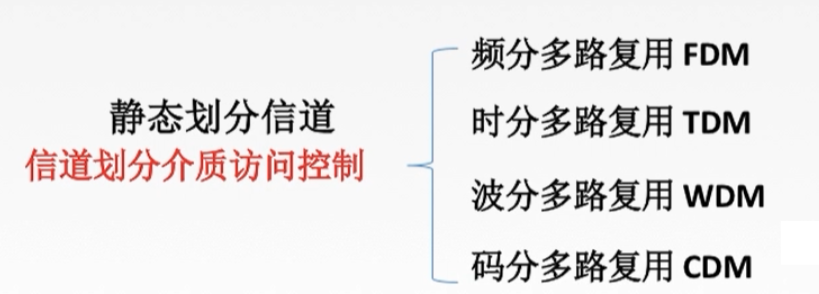 静态划分信道
信道划分介质访问控制
频分多路复用 FDM
时分多路复用 TDM
波分多路复用 WDM
码分多路复用 CDM